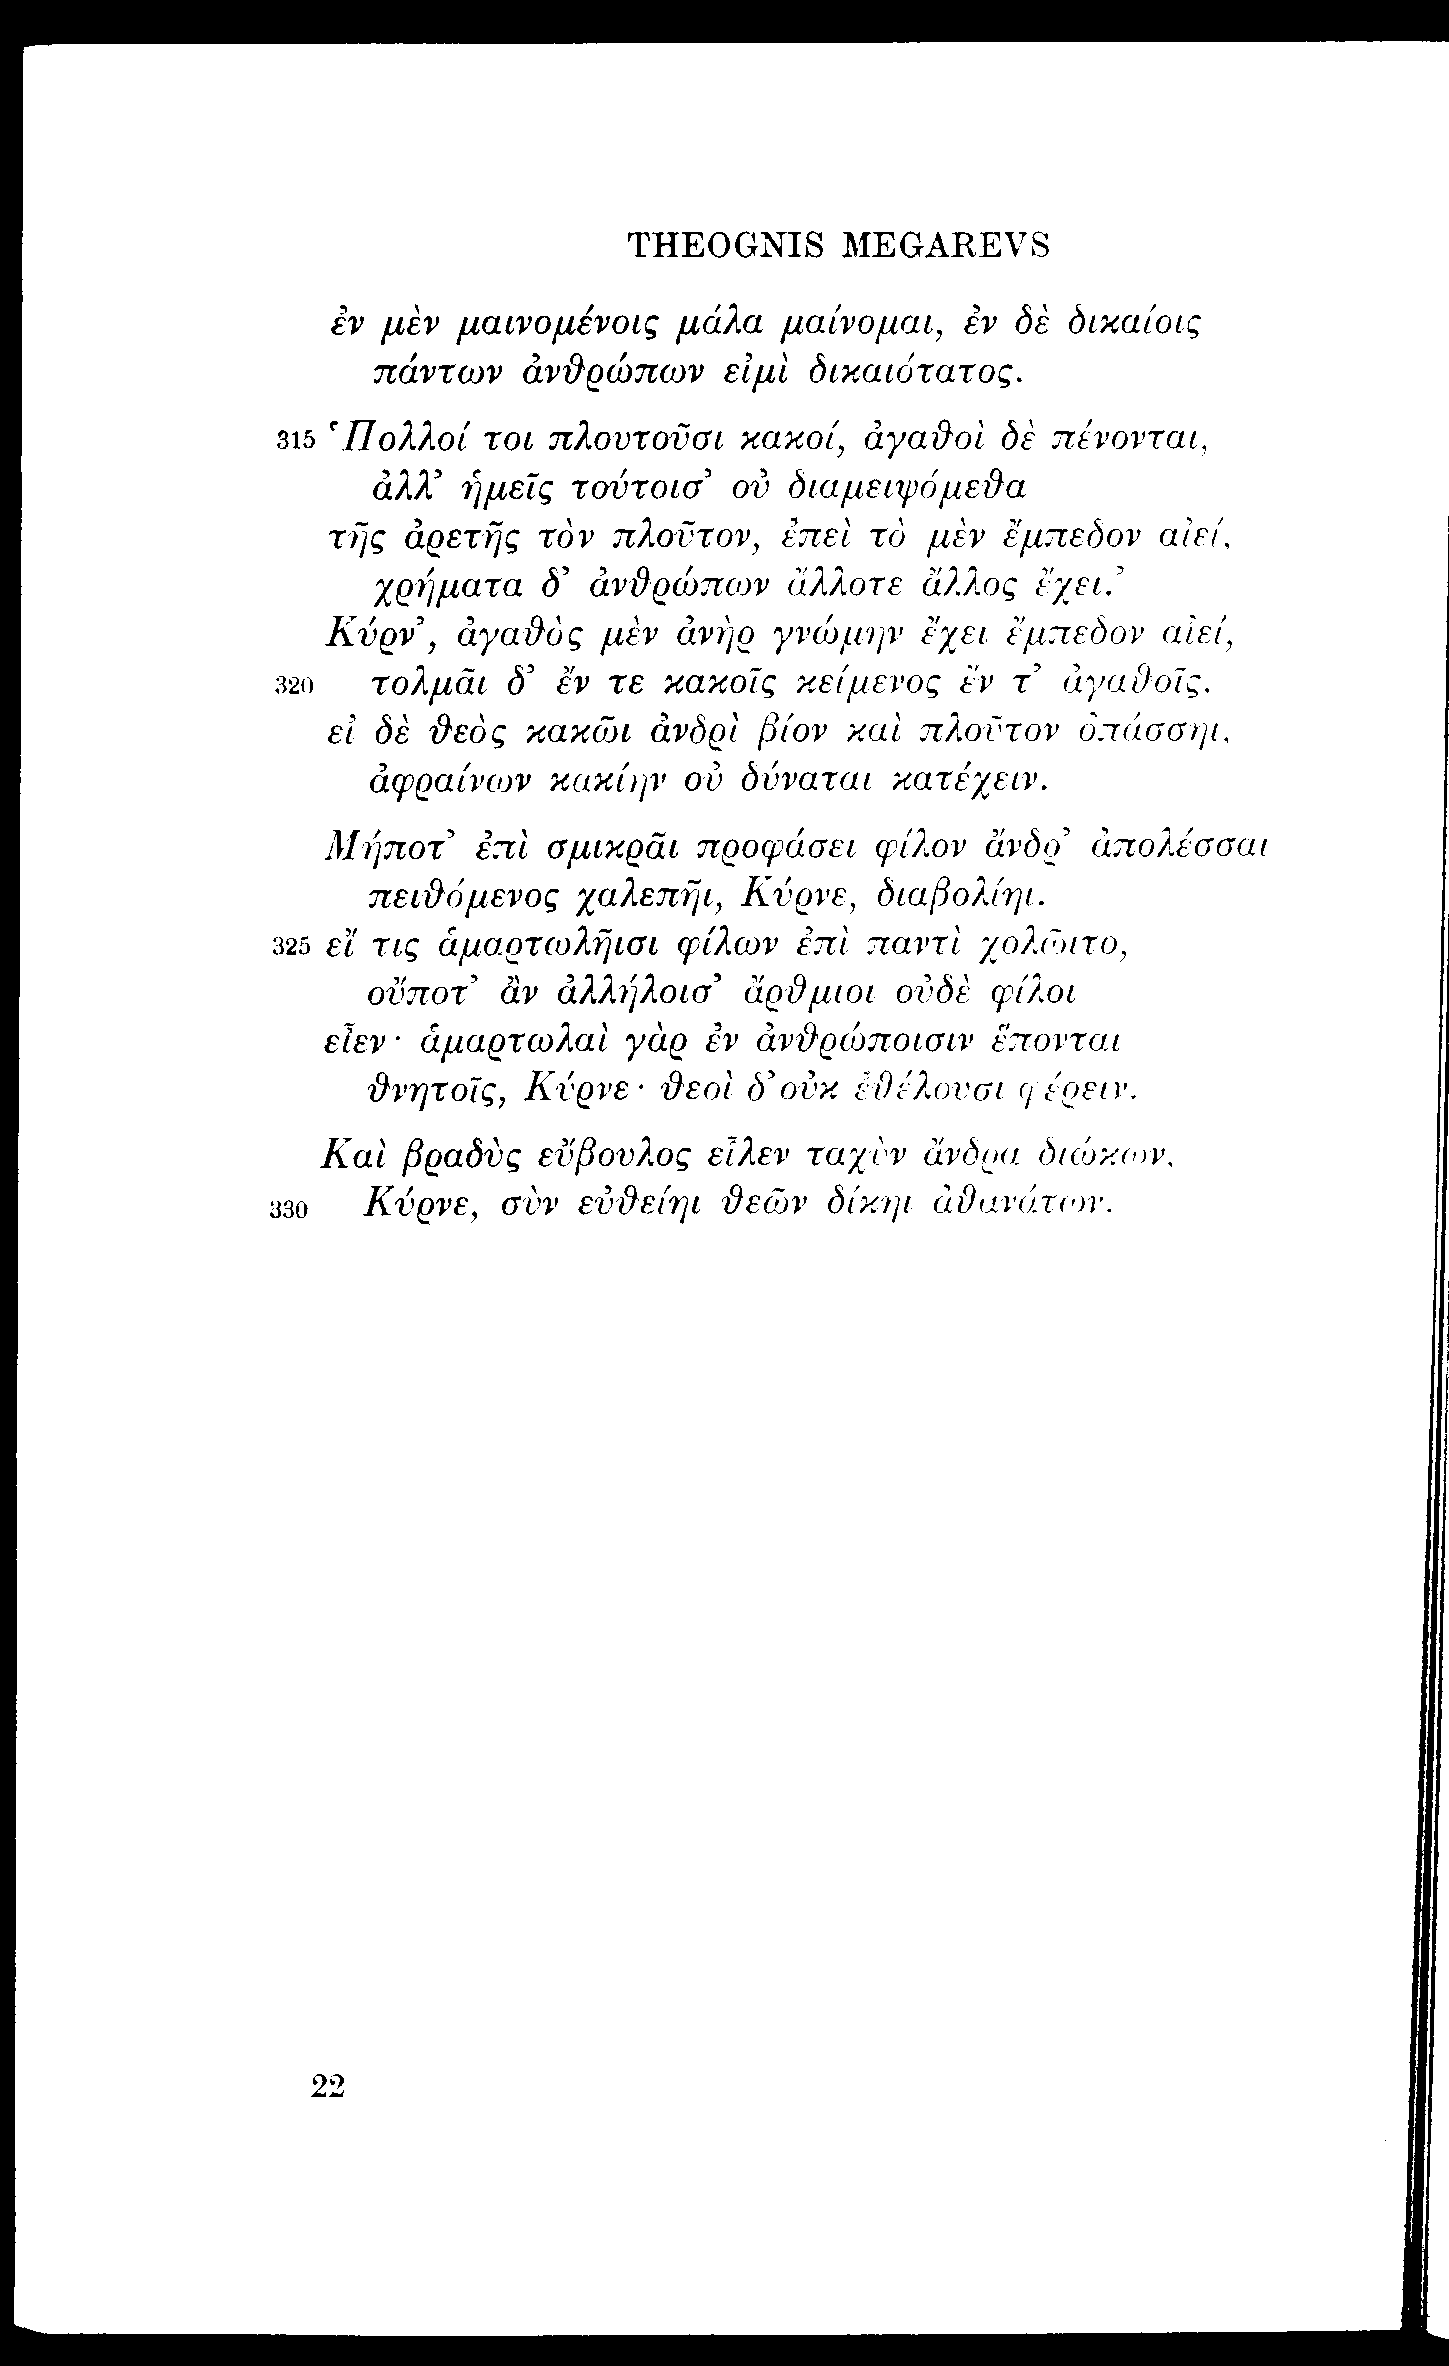 THEOGNIS MEGAREVS
ἐν μὲν μαινομένοις μάλα μαίνομαι, ἐν δὲ δικαίοις
πάντων ἀνθρώπων εἰμὶ δικαιότατος.
315 ‛Πολλοί τοι πλουτοῦσι κακοί, ἀγαθοὶ δὲ πένονται,
ἀλλ’ ἡμεῖς τούτοισ’ οὐ διαμειψόμεθα
τῆς ἀρετῆς τὸν πλοῦτον, ἐπεὶ τὸ μὲν ἔμπεδον αἰεί,
χρήματα δ’ ἀνθρώπων ἄλλοτε ἄλλος ἔχει.’
Κύρν’, ἀγαθὸς μὲν ἀνὴρ γνώμην ἔχει ἔμπεδον αἰεί,
320 τολμᾶι δ’ ἔν τε κακοῖς κείμενος ἔν τ’ ἀγαθοῖς.
εἰ δὲ θεὸς κακῶι ἀνδρὶ βίον καὶ πλοῦτον ὀπάσσηι,
ἀφραίνων κακίην οὐ δύναται κατέχειν.
Μήποτ’ ἐπὶ σμικρᾶι προφάσει φίλον ἄνδρ’ ἀπολέσσαι
πειθόμενος χαλεπῆι, Κύρνε, διαβολίηι.
325 εἴ τις ἁμαρτωλῆισι φίλων ἐπὶ παντὶ χολῶιτο,
οὔποτ’ ἂν ἀλλήλοισ’ ἄρθμιοι οὐδὲ φίλοι
εἶεν· ἁμαρτωλαὶ γὰρ ἐν ἀνθρώποισιν ἕπονται
θνητοῖς, Κύρνε· θεοὶ δ’ οὐκ ἐθέλουσι φέρειν.
Καὶ βραδὺς εὔβουλος εἷλεν ταχὺν ἄνδρα διώκων,
330 Κύρνε, σὺν εὐθείηι θεῶν δίκηι ἀθανάτων.
22